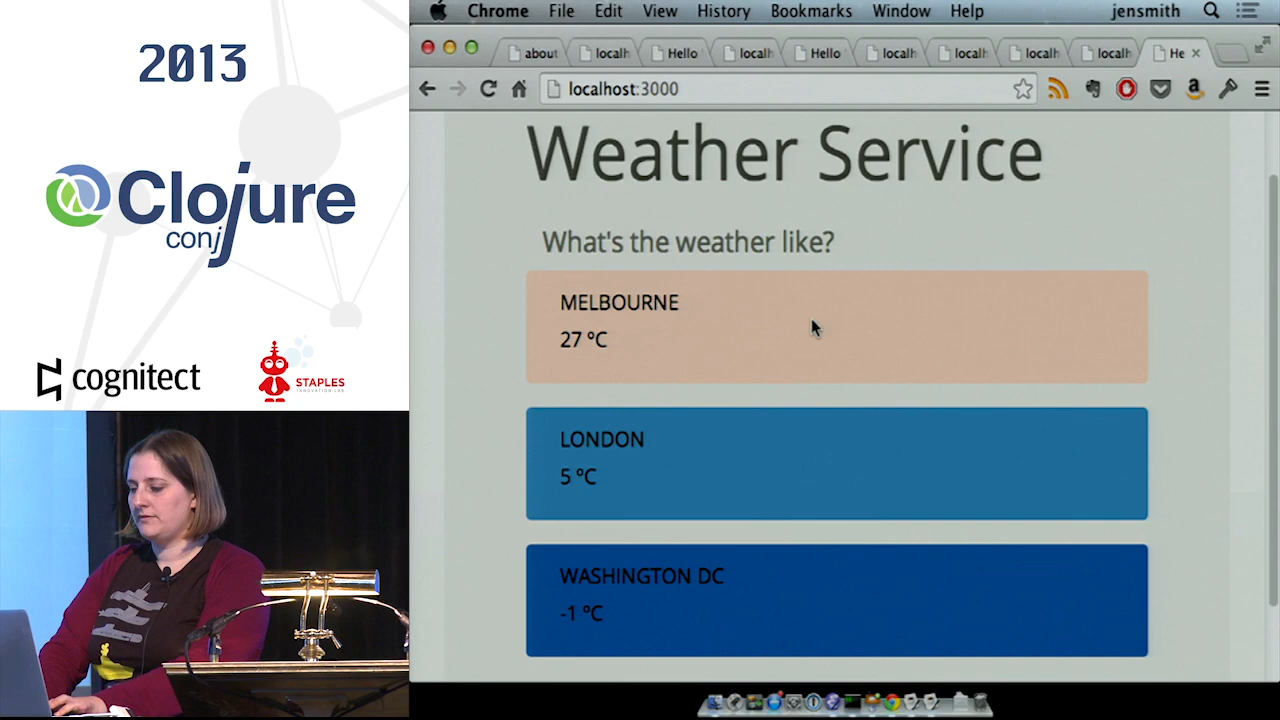 2013
Clojure
conj
cognitect
STAPLES
INNOVATION LAB
Chrome File Edit View History Bookmarks Window Help jensmith
about localh Hello localh Hello localh localh localh localh He
localhost:3000
Weather Service
What's the weather like?
MELBOURNE
27 °C
LONDON
5 °C
WASHINGTON DC
-1 °C